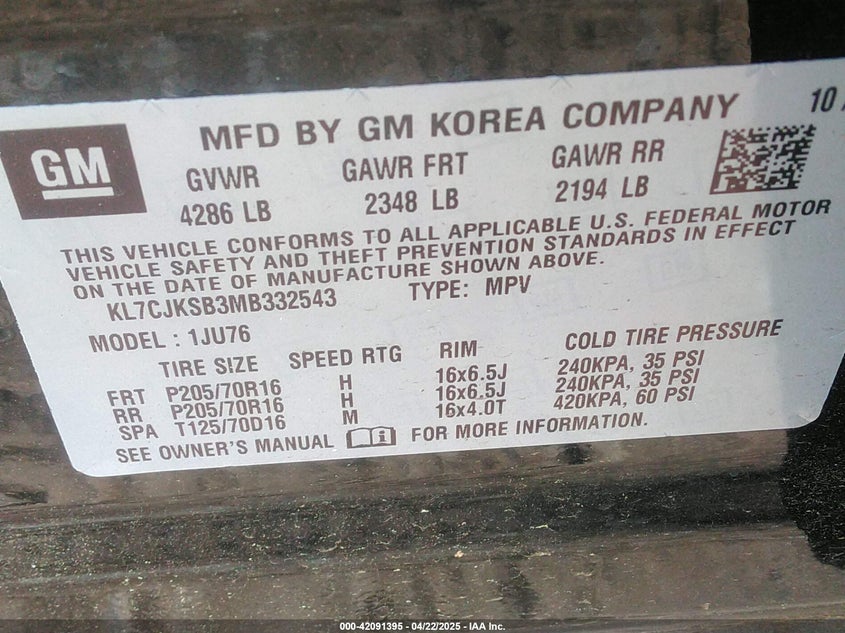 MFD BY GM KOREA COMPANY
10
GM
GVWR GAWR FRT GAWR RR
4286 LB 2348 LB 2194 LB
THIS VEHICLE CONFORMS TO ALL APPLICABLE U.S. FEDERAL MOTOR
VEHICLE SAFETY AND THEFT PREVENTION STANDARDS IN EFFECT
ON THE DATE OF MANUFACTURE SHOWN ABOVE.
KL7CJKSB3MB332543 TYPE: MPV
MODEL : 1JU76
TIRE SIZE SPEED RTG RIM COLD TIRE PRESSURE
FRT P205/70R16 H 16x6.5J 240KPA, 35 PSI
RR P205/70R16 H 16x6.5J 240KPA, 35 PSI
SPA T125/70D16 M 16x4.0T 420KPA, 60 PSI
SEE OWNER'S MANUAL FOR MORE INFORMATION.
000-42091395 - 04/22/2025 - IAA Inc.